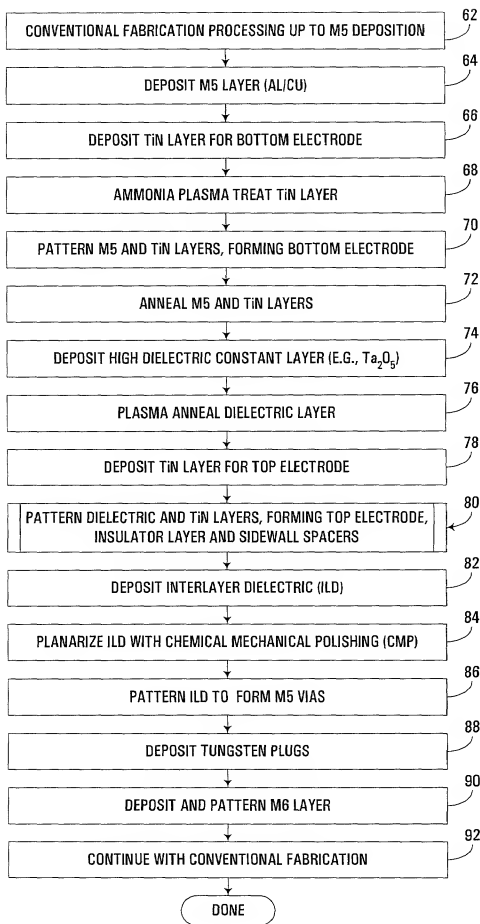 CONVENTIONAL FABRICATION PROCESSING UP TO M5 DEPOSITION
62
DEPOSIT M5 LAYER (AL/CU)
64
DEPOSIT TiN LAYER FOR BOTTOM ELECTRODE
66
AMMONIA PLASMA TREAT TiN LAYER
68
PATTERN M5 AND TiN LAYERS, FORMING BOTTOM ELECTRODE
70
ANNEAL M5 AND TiN LAYERS
72
DEPOSIT HIGH DIELECTRIC CONSTANT LAYER (E.G., Ta2O5)
74
PLASMA ANNEAL DIELECTRIC LAYER
76
DEPOSIT TiN LAYER FOR TOP ELECTRODE
78
PATTERN DIELECTRIC AND TiN LAYERS, FORMING TOP ELECTRODE,
INSULATOR LAYER AND SIDEWALL SPACERS
80
DEPOSIT INTERLAYER DIELECTRIC (ILD)
82
PLANARIZE ILD WITH CHEMICAL MECHANICAL POLISHING (CMP)
84
PATTERN ILD TO FORM M5 VIAS
86
DEPOSIT TUNGSTEN PLUGS
88
DEPOSIT AND PATTERN M6 LAYER
90
CONTINUE WITH CONVENTIONAL FABRICATION
92
DONE